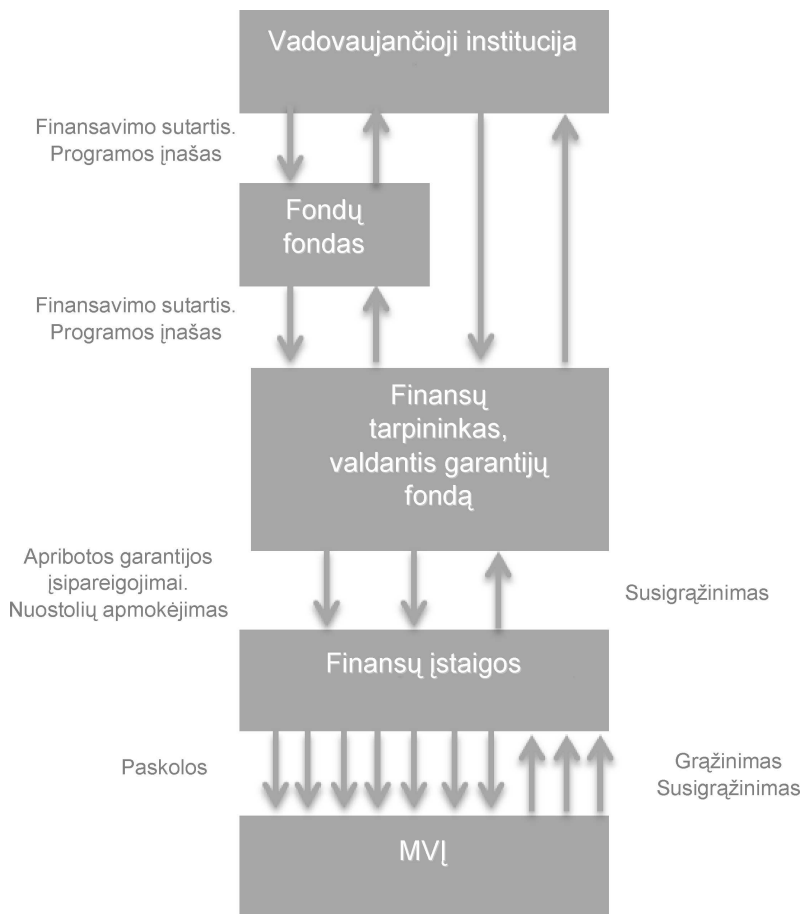 Vadovaujančioji institucija
Finansavimo sutartis.
Programos įnašas
Fondų
fondas
Finansavimo sutartis.
Programos įnašas
Finansų
tarpininkas,
valdantis garantijų
fondą
Apribotos garantijos
įsipareigojimai.
Nuostolių apmokėjimas
Susigrąžinimas
Finansų įstaigos
Paskolos
Grąžinimas
Susigrąžinimas
MVĮ